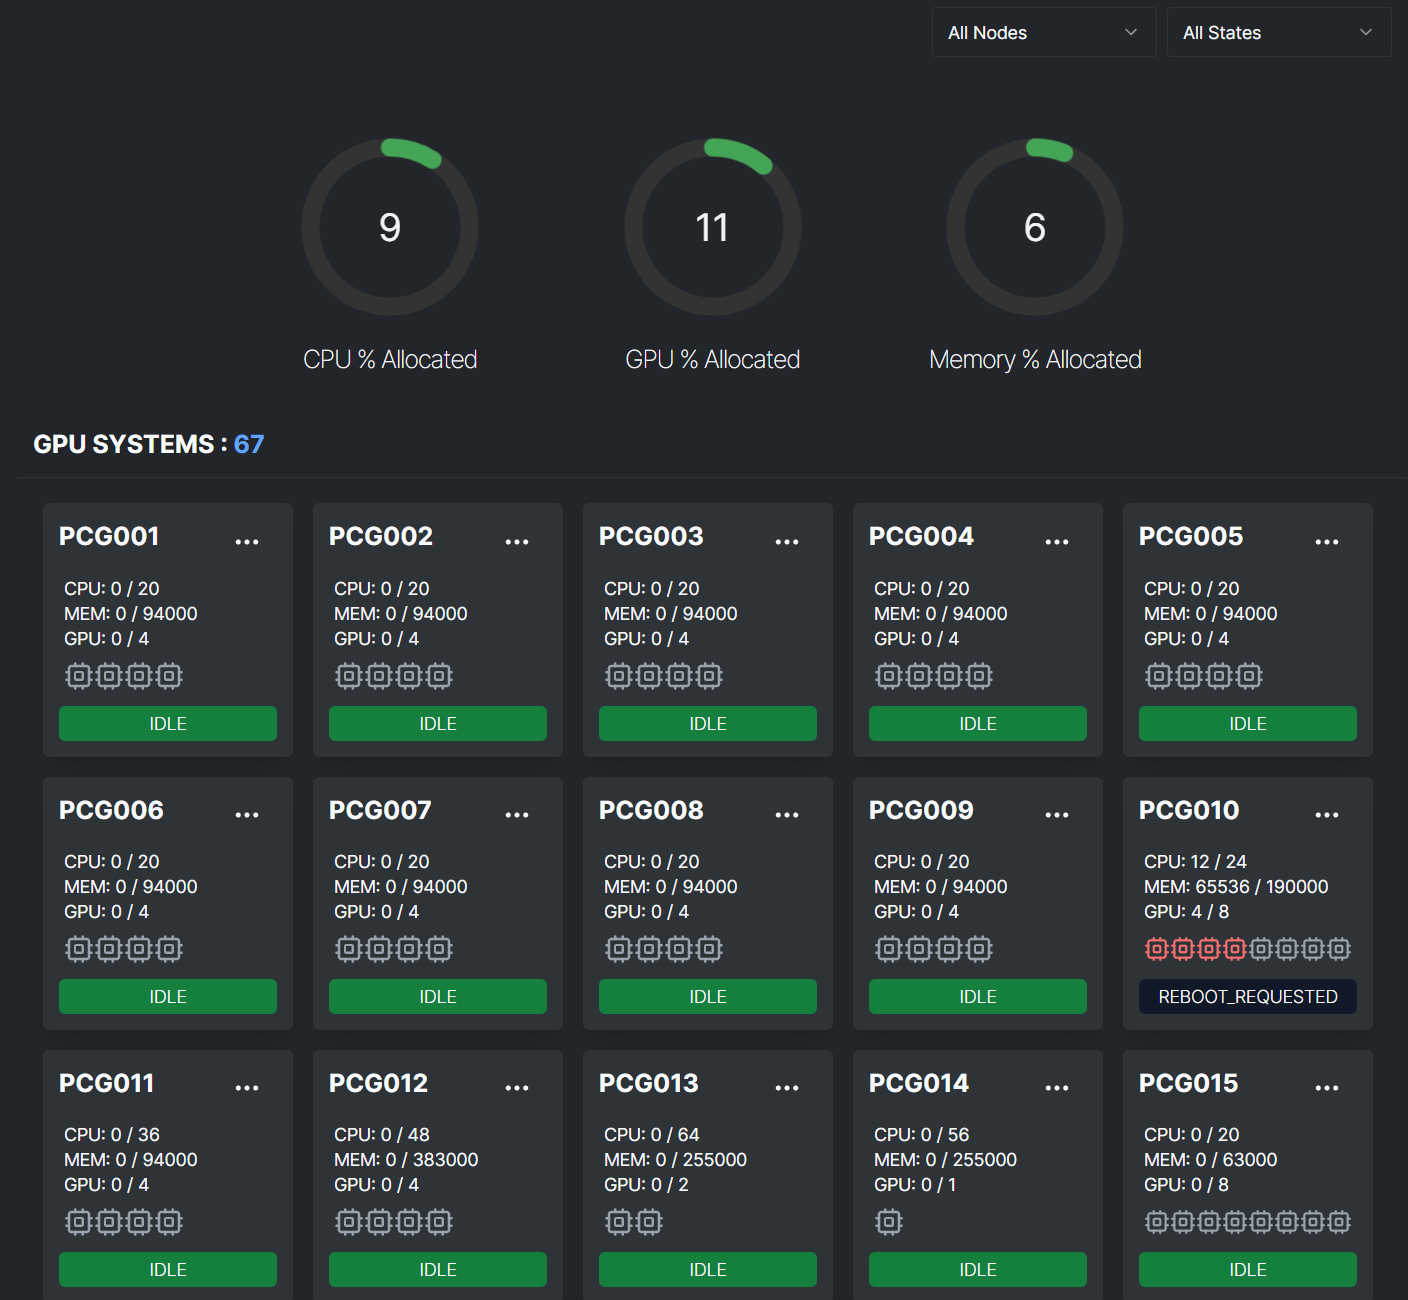 All Nodes
All States
9
11
6
CPU % Allocated
GPU % Allocated
Memory % Allocated
GPU SYSTEMS : 67
PCG001 ...
CPU: 0 / 20
MEM: 0 / 94000
GPU: 0 / 4
IDLE
PCG002 ...
CPU: 0 / 20
MEM: 0 / 94000
GPU: 0 / 4
IDLE
PCG003 ...
CPU: 0 / 20
MEM: 0 / 94000
GPU: 0 / 4
IDLE
PCG004 ...
CPU: 0 / 20
MEM: 0 / 94000
GPU: 0 / 4
IDLE
PCG005 ...
CPU: 0 / 20
MEM: 0 / 94000
GPU: 0 / 4
IDLE
PCG006 ...
CPU: 0 / 20
MEM: 0 / 94000
GPU: 0 / 4
IDLE
PCG007 ...
CPU: 0 / 20
MEM: 0 / 94000
GPU: 0 / 4
IDLE
PCG008 ...
CPU: 0 / 20
MEM: 0 / 94000
GPU: 0 / 4
IDLE
PCG009 ...
CPU: 0 / 20
MEM: 0 / 94000
GPU: 0 / 4
IDLE
PCG010 ...
CPU: 12 / 24
MEM: 65536 / 190000
GPU: 4 / 8
REBOOT_REQUESTED
PCG011 ...
CPU: 0 / 36
MEM: 0 / 94000
GPU: 0 / 4
IDLE
PCG012 ...
CPU: 0 / 48
MEM: 0 / 383000
GPU: 0 / 4
IDLE
PCG013 ...
CPU: 0 / 64
MEM: 0 / 255000
GPU: 0 / 2
IDLE
PCG014 ...
CPU: 0 / 56
MEM: 0 / 255000
GPU: 0 / 1
IDLE
PCG015 ...
CPU: 0 / 20
MEM: 0 / 63000
GPU: 0 / 8
IDLE